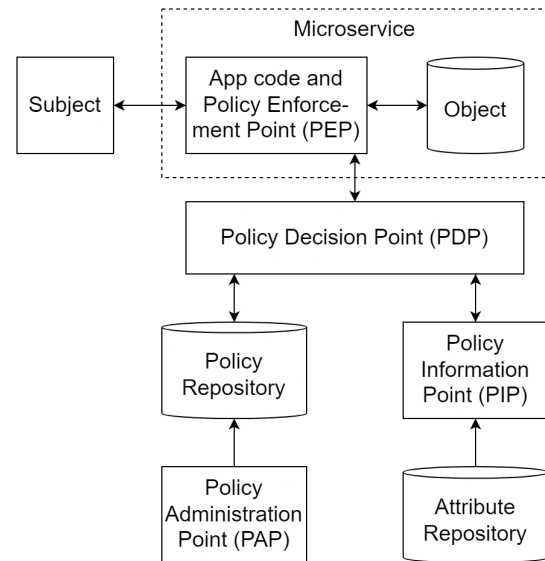 Microservice
Subject
App code and
Policy Enforce-
ment Point (PEP)
Object
Policy Decision Point (PDP)
Policy
Repository
Policy
Information
Point (PIP)
Policy
Administration
Point (PAP)
Attribute
Repository